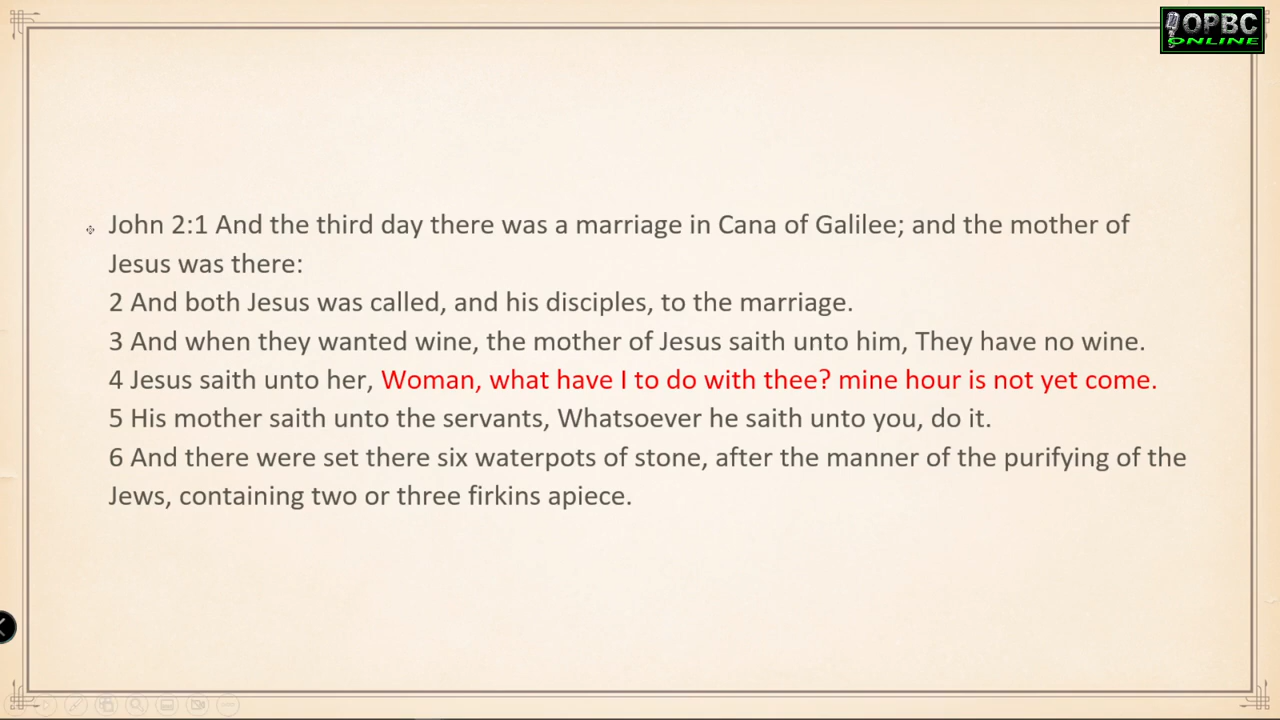 OPBC
ONLINE
John 2:1 And the third day there was a marriage in Cana of Galilee; and the mother of
Jesus was there:
2 And both Jesus was called, and his disciples, to the marriage.
3 And when they wanted wine, the mother of Jesus saith unto him, They have no wine.
4 Jesus saith unto her, Woman, what have I to do with thee? mine hour is not yet come.
5 His mother saith unto the servants, Whatsoever he saith unto you, do it.
6 And there were set there six waterpots of stone, after the manner of the purifying of the
Jews, containing two or three firkins apiece.